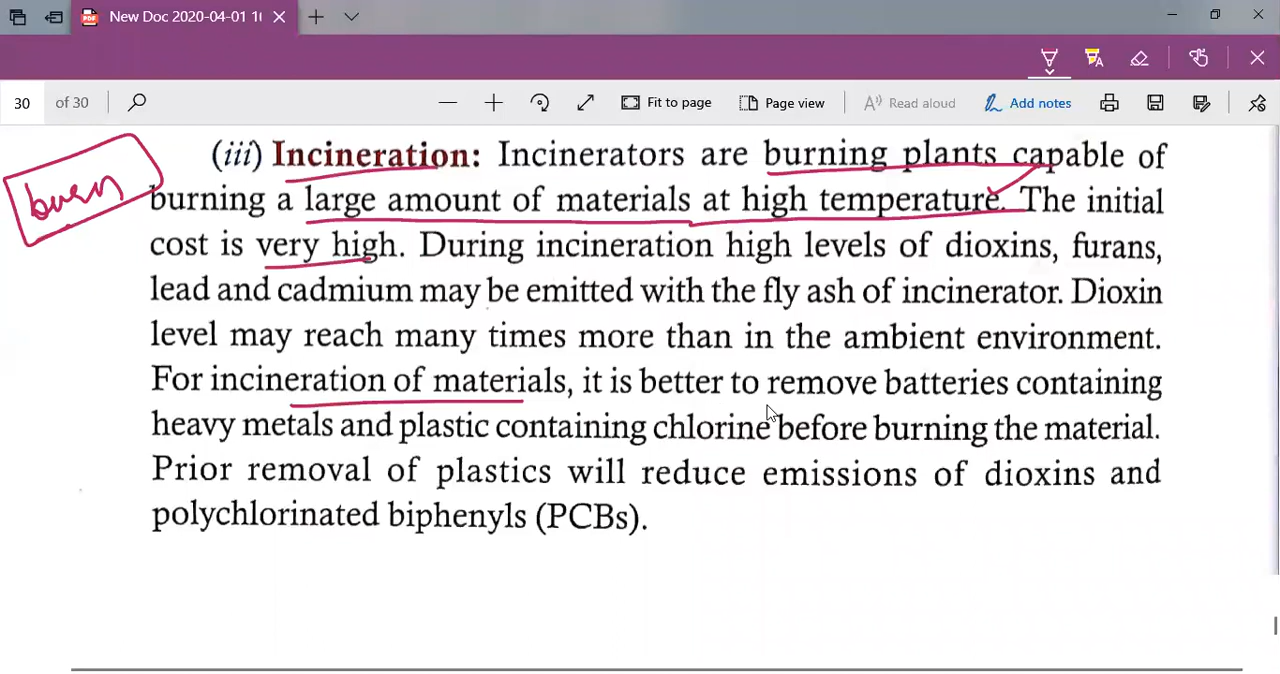 New Doc 2020-04-01 1
30 of 30
Fit to page
Page view
Read aloud
Add notes
burn
(iii) Incineration: Incinerators are burning plants capable of
burning a large amount of materials at high temperature. The initial
cost is very high. During incineration high levels of dioxins, furans,
lead and cadmium may be emitted with the fly ash of incinerator. Dioxin
level may reach many times more than in the ambient environment.
For incineration of materials, it is better to remove batteries containing
heavy metals and plastic containing chlorine before burning the material.
Prior removal of plastics will reduce emissions of dioxins and
polychlorinated biphenyls (PCBs).